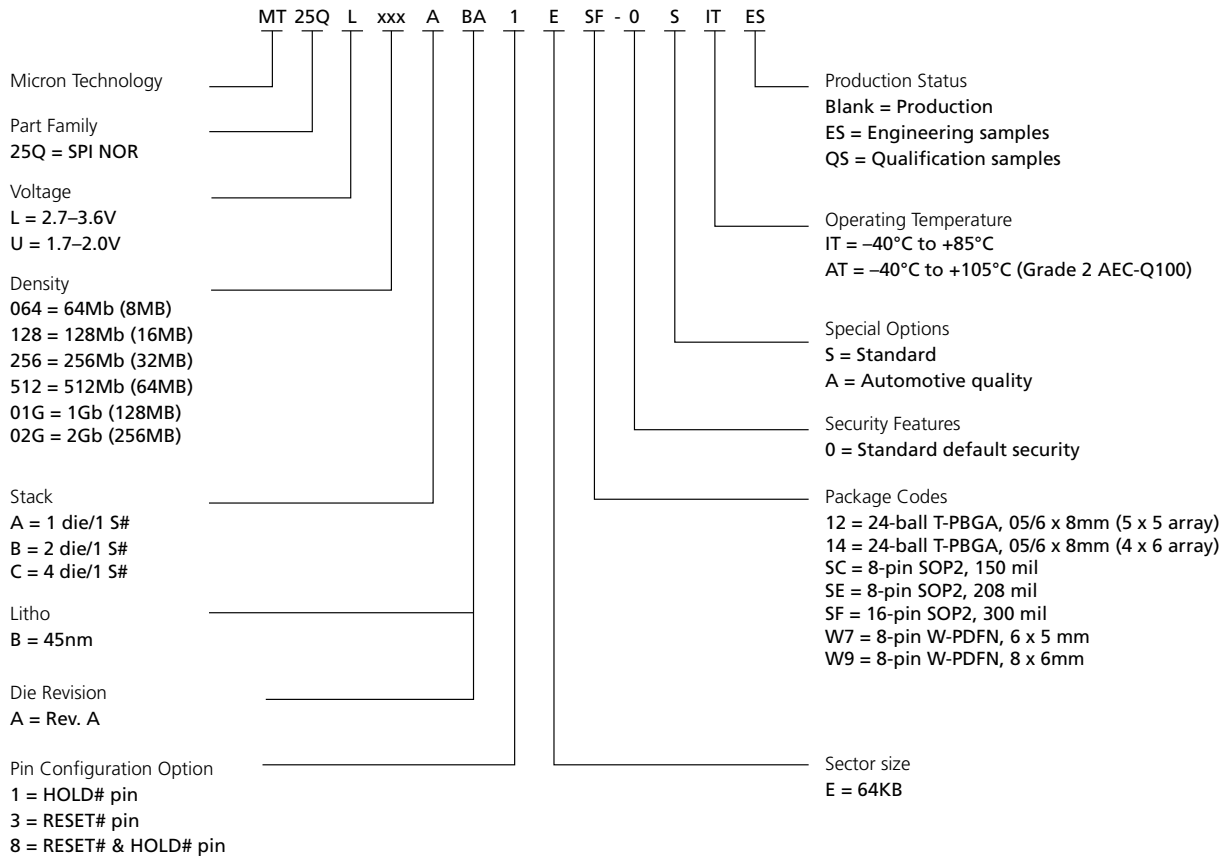 MT 25Q L xxx A BA 1 E SF - 0 S IT ES
Micron Technology
Part Family
25Q = SPI NOR
Voltage
L = 2.7–3.6V
U = 1.7–2.0V
Density
064 = 64Mb (8MB)
128 = 128Mb (16MB)
256 = 256Mb (32MB)
512 = 512Mb (64MB)
01G = 1Gb (128MB)
02G = 2Gb (256MB)
Stack
A = 1 die/1 S#
B = 2 die/1 S#
C = 4 die/1 S#
Litho
B = 45nm
Die Revision
A = Rev. A
Pin Configuration Option
1 = HOLD# pin
3 = RESET# pin
8 = RESET# & HOLD# pin
Production Status
Blank = Production
ES = Engineering samples
QS = Qualification samples
Operating Temperature
IT = –40°C to +85°C
AT = –40°C to +105°C (Grade 2 AEC-Q100)
Special Options
S = Standard
A = Automotive quality
Security Features
0 = Standard default security
Package Codes
12 = 24-ball T-PBGA, 05/6 x 8mm (5 x 5 array)
14 = 24-ball T-PBGA, 05/6 x 8mm (4 x 6 array)
SC = 8-pin SOP2, 150 mil
SE = 8-pin SOP2, 208 mil
SF = 16-pin SOP2, 300 mil
W7 = 8-pin W-PDFN, 6 x 5 mm
W9 = 8-pin W-PDFN, 8 x 6mm
Sector size
E = 64KB